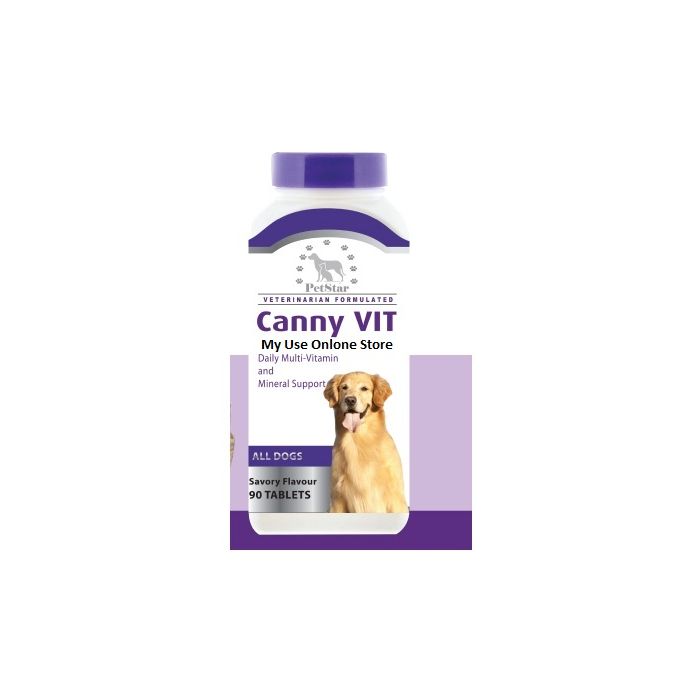 PetStar
VETERINARIAN FORMULATED
Canny VIT
My Use Onlone Store
Daily Multi-Vitamin
and
Mineral Support
ALL DOGS
Savory Flavour
90 TABLETS